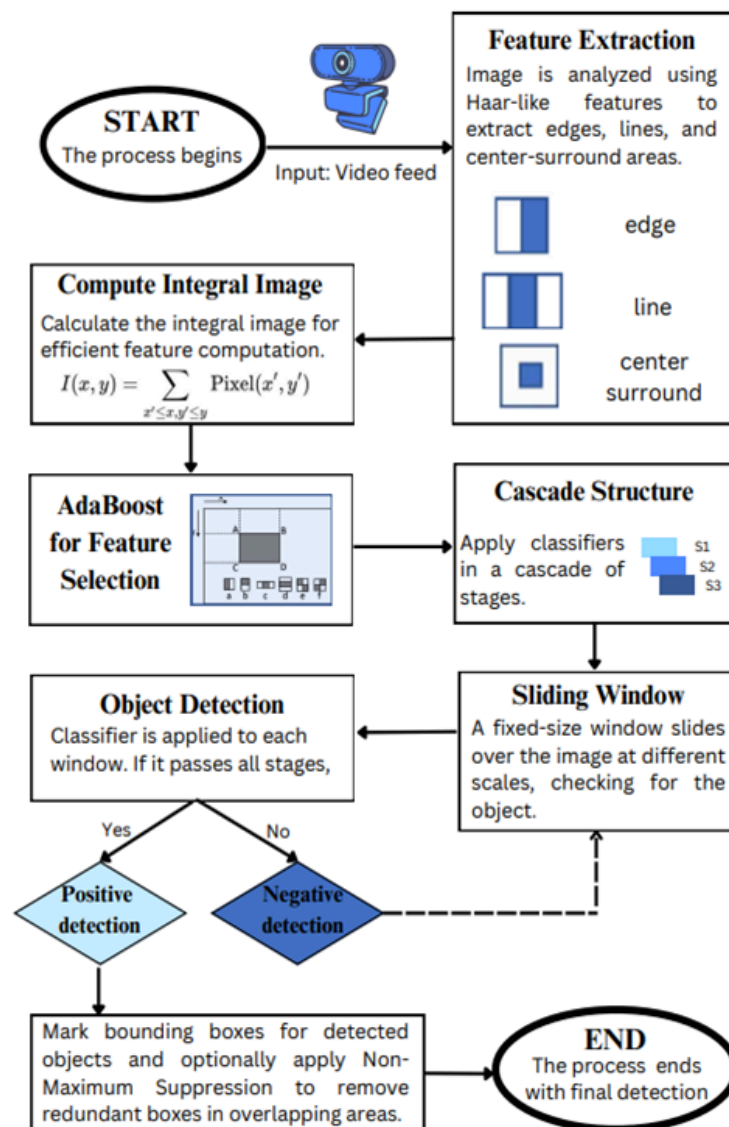 START
The process begins
Input: Video feed
Feature Extraction
Image is analyzed using
Haar-like features to
extract edges, lines, and
center-surround areas.
edge
line
center
surround
Compute Integral Image
Calculate the integral image for
efficient feature computation.
I(x, y) = ∑ Pixel(x′, y′)
x′≤x,y′≤y
AdaBoost
for Feature
Selection
A B
C D
a b c d e f
Cascade Structure
Apply classifiers
in a cascade of
stages.
S1
S2
S3
Sliding Window
A fixed-size window slides
over the image at different
scales, checking for the
object.
Object Detection
Classifier is applied to each
window. If it passes all stages,
Yes
No
Positive
detection
Negative
detection
Mark bounding boxes for detected
objects and optionally apply Non-
Maximum Suppression to remove
redundant boxes in overlapping areas.
END
The process ends
with final detection